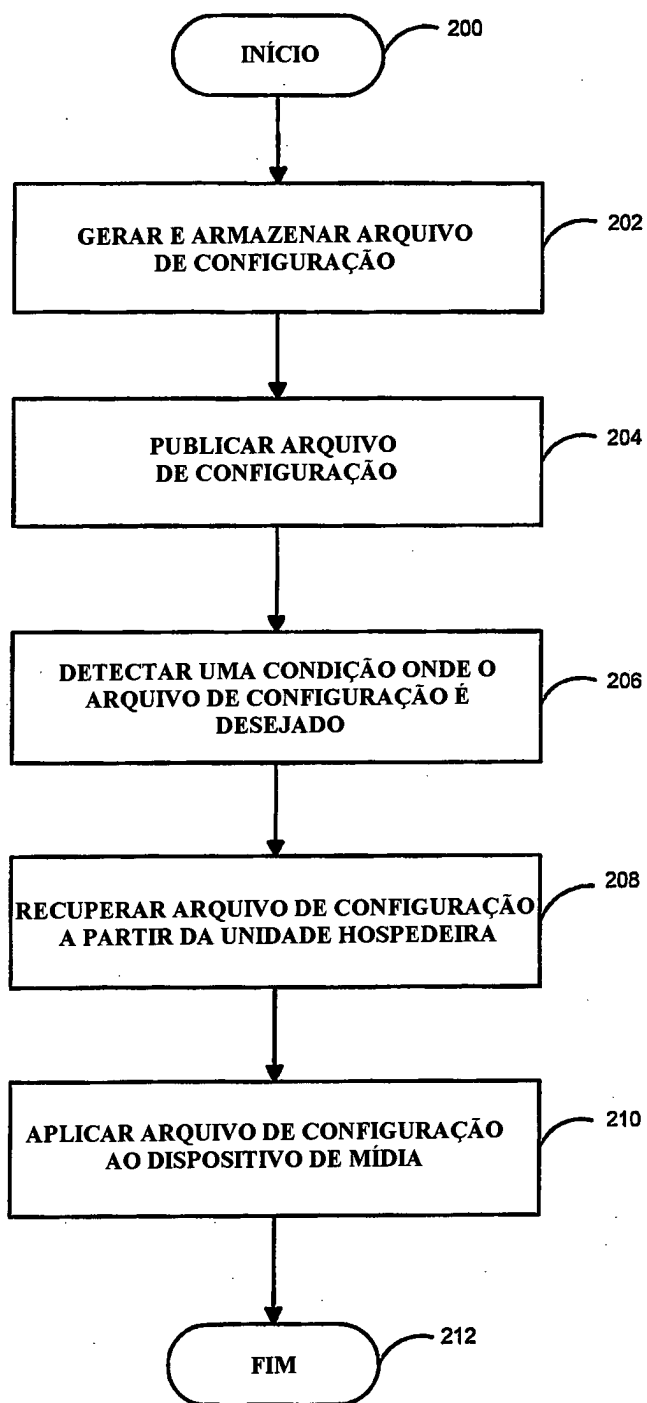 INÍCIO
200
GERAR E ARMAZENAR ARQUIVO
DE CONFIGURAÇÃO
202
PUBLICAR ARQUIVO
DE CONFIGURAÇÃO
204
DETECTAR UMA CONDIÇÃO ONDE O
ARQUIVO DE CONFIGURAÇÃO É
DESEJADO
206
RECUPERAR ARQUIVO DE CONFIGURAÇÃO
A PARTIR DA UNIDADE HOSPEDEIRA
208
APLICAR ARQUIVO DE CONFIGURAÇÃO
AO DISPOSITIVO DE MÍDIA
210
FIM
212